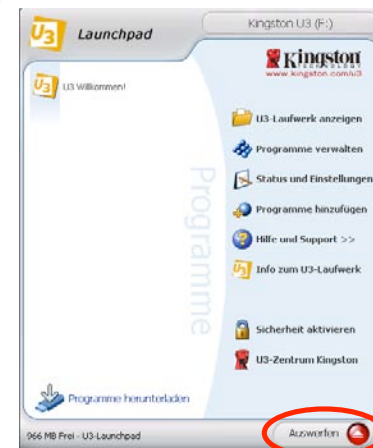 U3 Launchpad
Kingston U3 (F:)
Kingston
TECHNOLOGY
www.kingston.com/u3
U3 U3 Willkommen!
U3-Laufwerk anzeigen
Programme verwalten
Status und Einstellungen
Programme hinzufügen
Hilfe und Support >>
U3 Info zum U3-Laufwerk
Programme
Sicherheit aktivieren
U3-Zentrum Kingston
Programme herunterladen
966 MB Frei - U3-Launchpad
Auswerfen